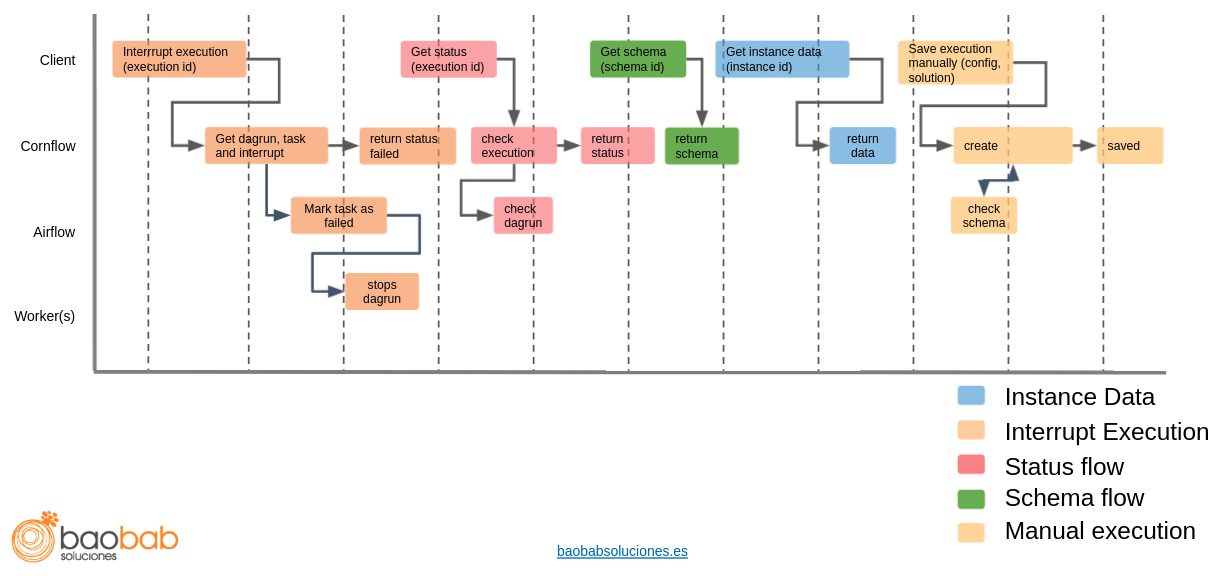 Client
Interrrupt execution
(execution id)
Get status
(execution id)
Get schema
(schema id)
Get instance data
(instance id)
Save execution
manually (config,
solution)
Cornflow
Get dagrun, task
and interrupt
return status
failed
check
execution
return
status
return
schema
return
data
create
saved
Airflow
Mark task as
failed
check
dagrun
check
schema
Worker(s)
stops
dagrun
Instance Data
Interrupt Execution
Status flow
Schema flow
Manual execution
baobab
soluciones
baobabsoluciones.es